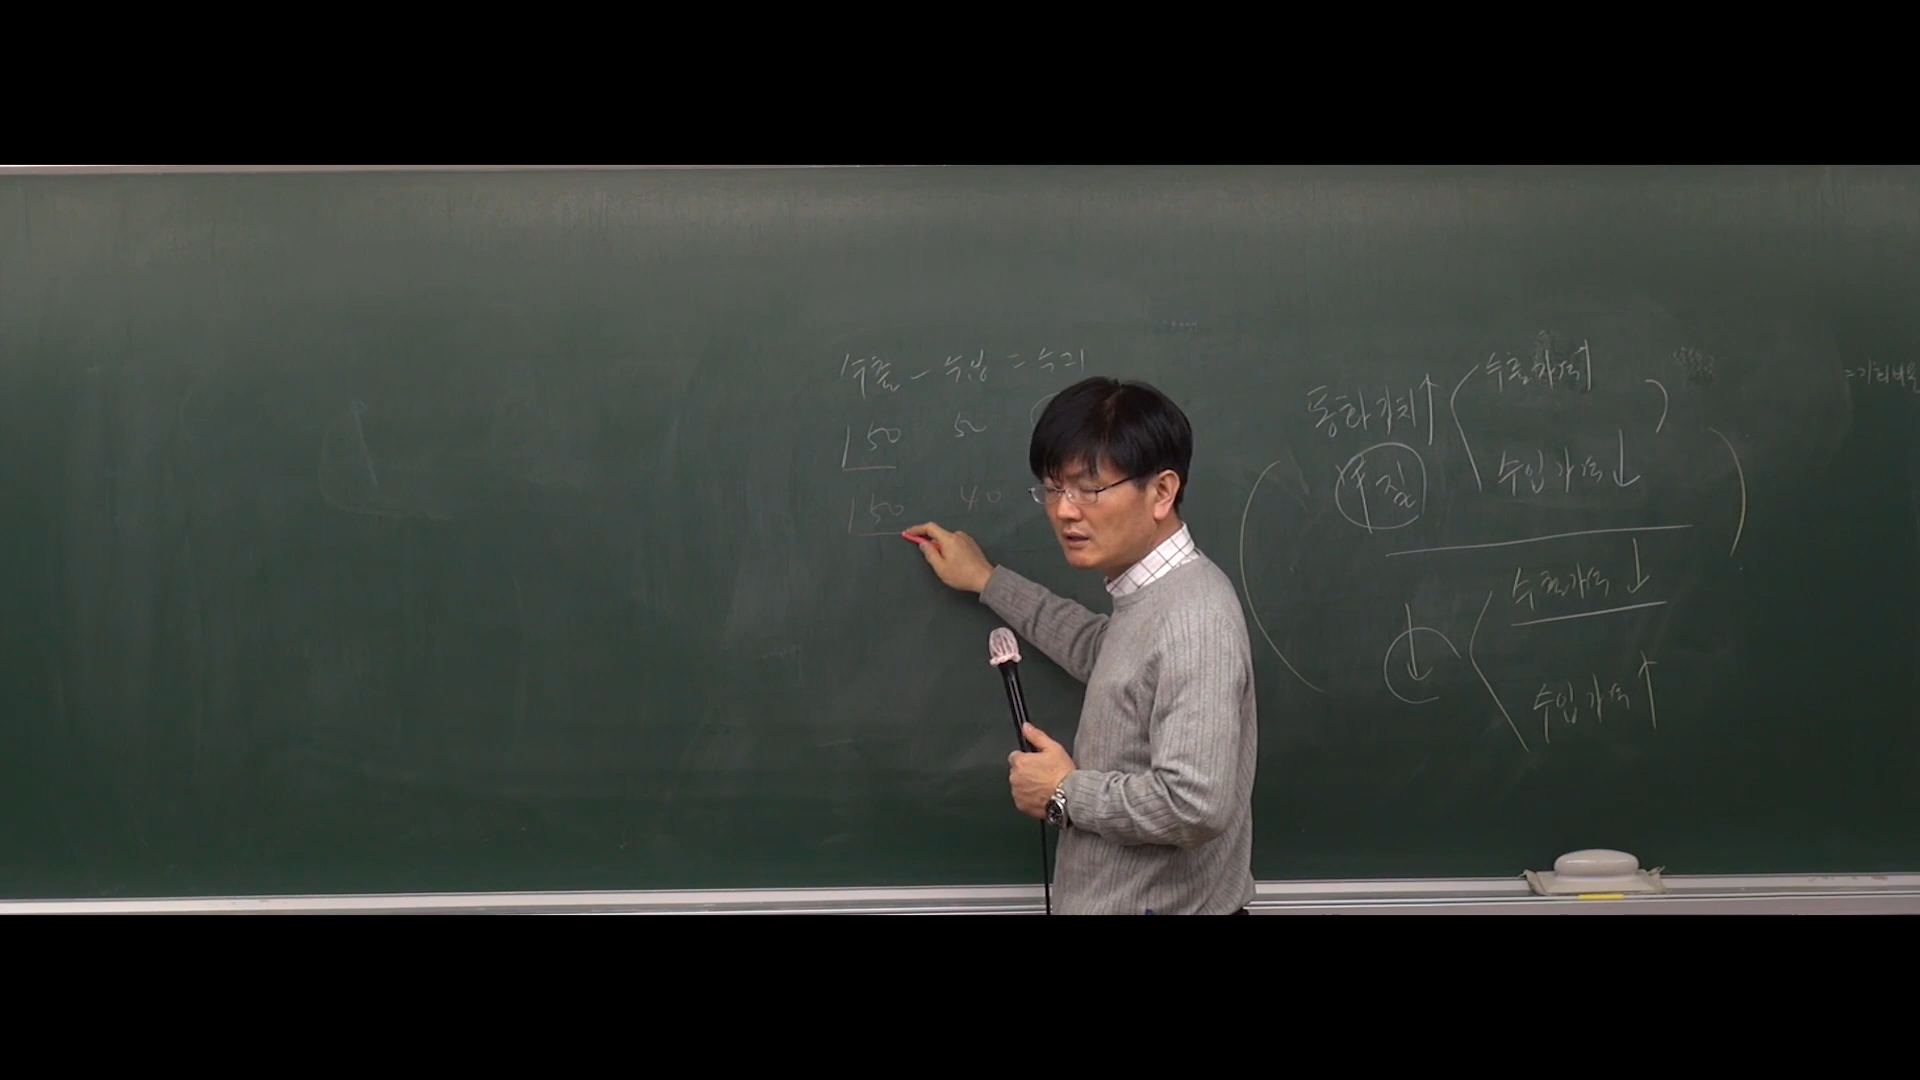 수출 - 수입 = 수리
150 50
150 40
통화가치↑
수출가격↑
수입가격↓
수출가격↓
↓
수입가격↑